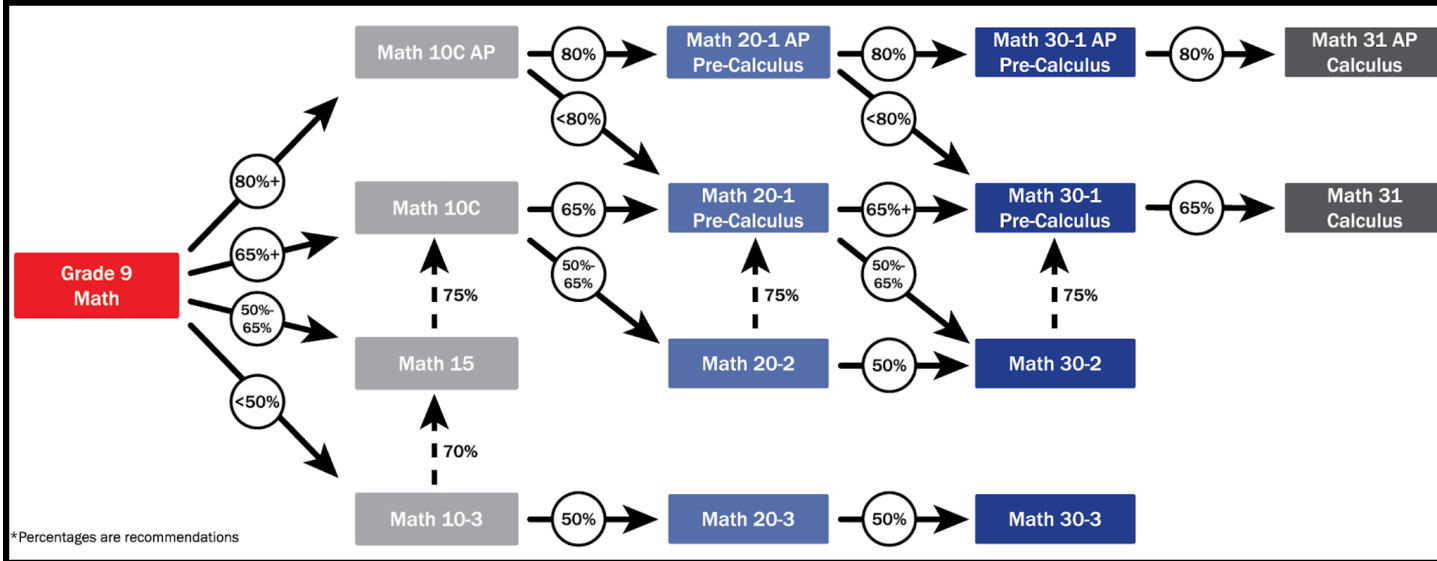 Math 10C AP
80%
Math 20-1 AP
Pre-Calculus
80%
Math 30-1 AP
Pre-Calculus
80%
Math 31 AP
Calculus
<80%
<80%
80%+
Math 10C
65%
Math 20-1
Pre-Calculus
65%+
Math 30-1
Pre-Calculus
65%
Math 31
Calculus
Grade 9
Math
65%+
50%-
65%
50%-
65%
50%-
65%
75%
75%
75%
Math 15
Math 20-2
50%
Math 30-2
<50%
70%
Math 10-3
50%
Math 20-3
50%
Math 30-3
*Percentages are recommendations